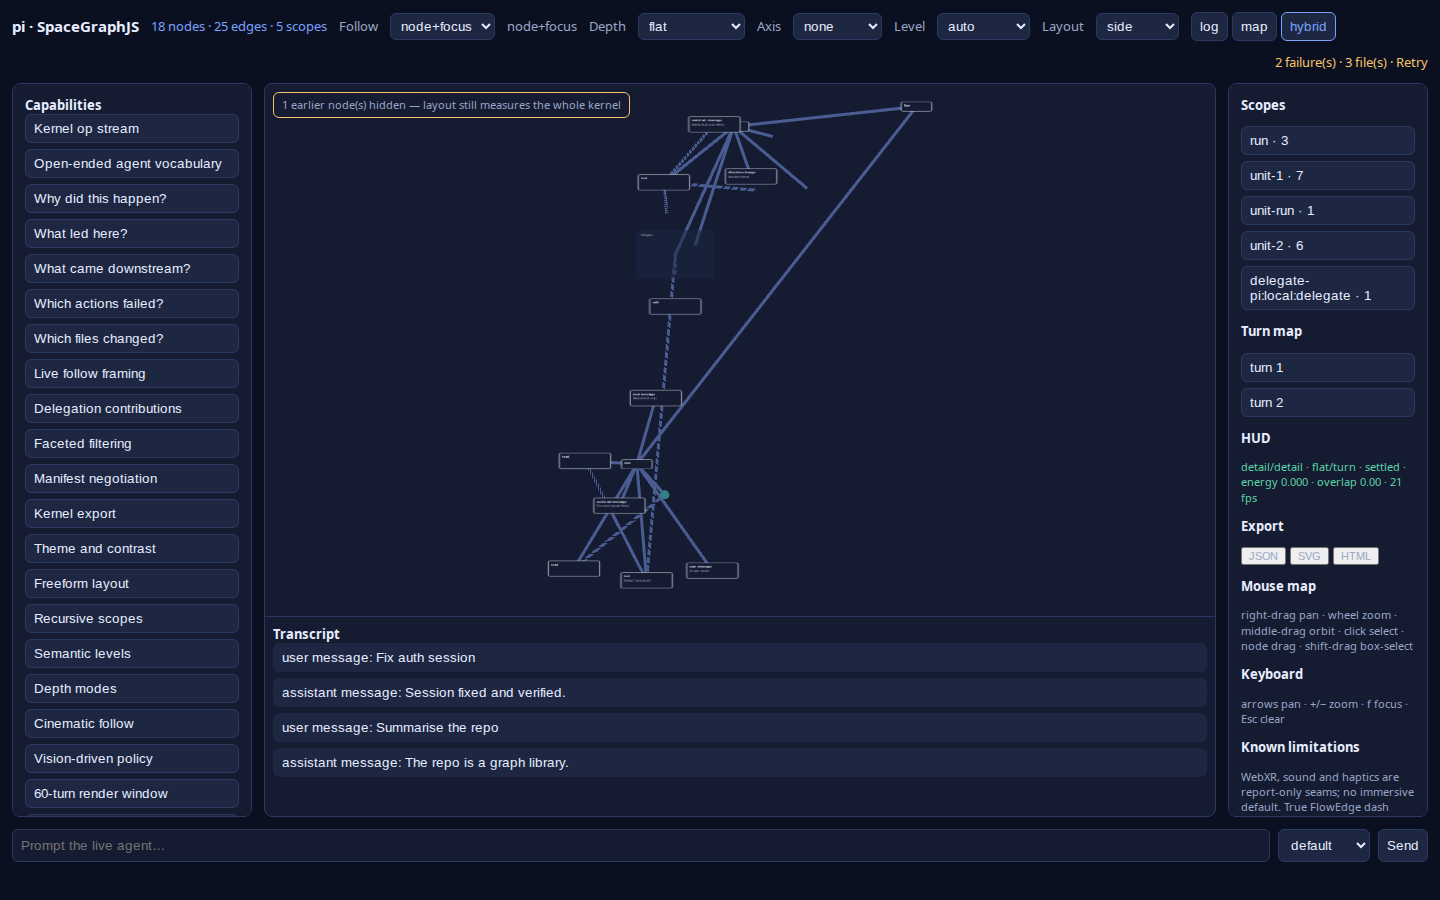 pi · SpaceGraphJS 18 nodes · 25 edges · 5 scopes Follow node+focus node+focus Depth flat Axis none Level auto Layout side log map hybrid
2 failure(s) · 3 file(s) · Retry
Capabilities
Kernel op stream
Open-ended agent vocabulary
Why did this happen?
What led here?
What came downstream?
Which actions failed?
Which files changed?
Live follow framing
Delegation contributions
Faceted filtering
Manifest negotiation
Kernel export
Theme and contrast
Freeform layout
Recursive scopes
Semantic levels
Depth modes
Cinematic follow
Vision-driven policy
60-turn render window
1 earlier node(s) hidden — layout still measures the whole kernel
Transcript
user message: Fix auth session
assistant message: Session fixed and verified.
user message: Summarise the repo
assistant message: The repo is a graph library.
Scopes
run · 3
unit-1 · 7
unit-run · 1
unit-2 · 6
delegate-
pi:local:delegate · 1
Turn map
turn 1
turn 2
HUD
detail/detail · flat/turn · settled ·
energy 0.000 · overlap 0.00 · 21
fps
Export
JSON SVG HTML
Mouse map
right-drag pan · wheel zoom ·
middle-drag orbit · click select ·
node drag · shift-drag box-select
Keyboard
arrows pan · +/− zoom · f focus ·
Esc clear
Known limitations
WebXR, sound and haptics are
report-only seams; no immersive
default. True FlowEdge dash
Prompt the live agent… default Send